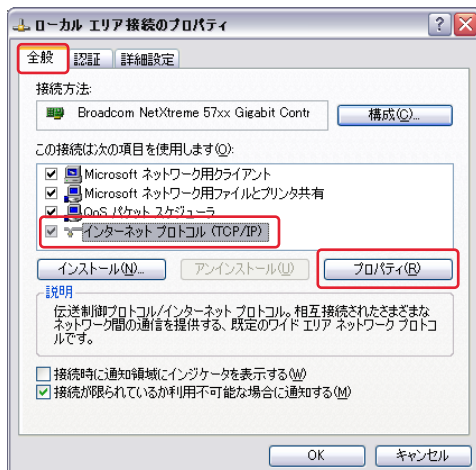 ローカル エリア接続のプロパティ
全般 認証 詳細設定
接続方法:
Broadcom NetXtreme 57xx Gigabit Contr 構成(C)...
この接続は次の項目を使用します(O):
Microsoft ネットワーク用クライアント
Microsoft ネットワーク用ファイルとプリンタ共有
QoS パケット スケジューラ
インターネット プロトコル (TCP/IP)
インストール(N)... アンインストール(U) プロパティ(R)
説明
伝送制御プロトコル/インターネット プロトコル。相互接続されたさまざまな
ネットワーク間の通信を提供する、既定のワイド エリア ネットワーク プロトコ
ルです。
接続時に通知領域にインジケータを表示する(W)
接続が限られているか利用不可能な場合に通知する(M)
OK キャンセル